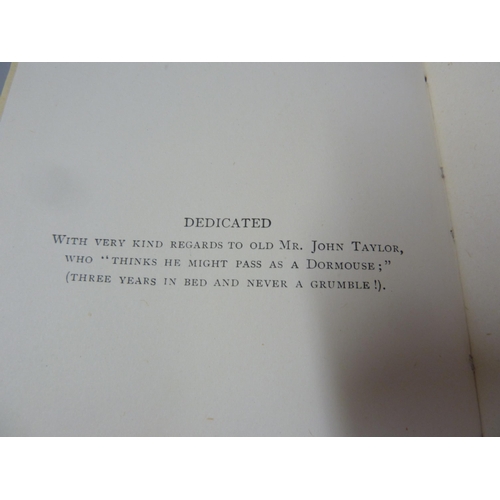 DEDICATED
WITH VERY KIND REGARDS TO OLD MR. JOHN TAYLOR,
WHO "THINKS HE MIGHT PASS AS A DORMOUSE;"
(THREE YEARS IN BED AND NEVER A GRUMBLE!).